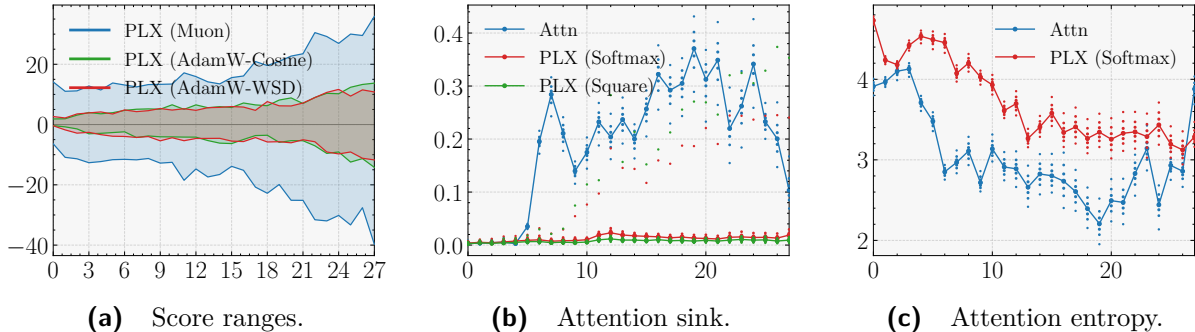 PLX (Muon)
PLX (AdamW-Cosine)
PLX (AdamW-WSD)
20
0
−20
−40
0 3 6 9 12 15 18 21 24 27
(a) Score ranges.
Attn
PLX (Softmax)
PLX (Square)
0.4
0.3
0.2
0.1
0.0
0 10 20
(b) Attention sink.
Attn
PLX (Softmax)
5
4
3
2
0 10 20
(c) Attention entropy.